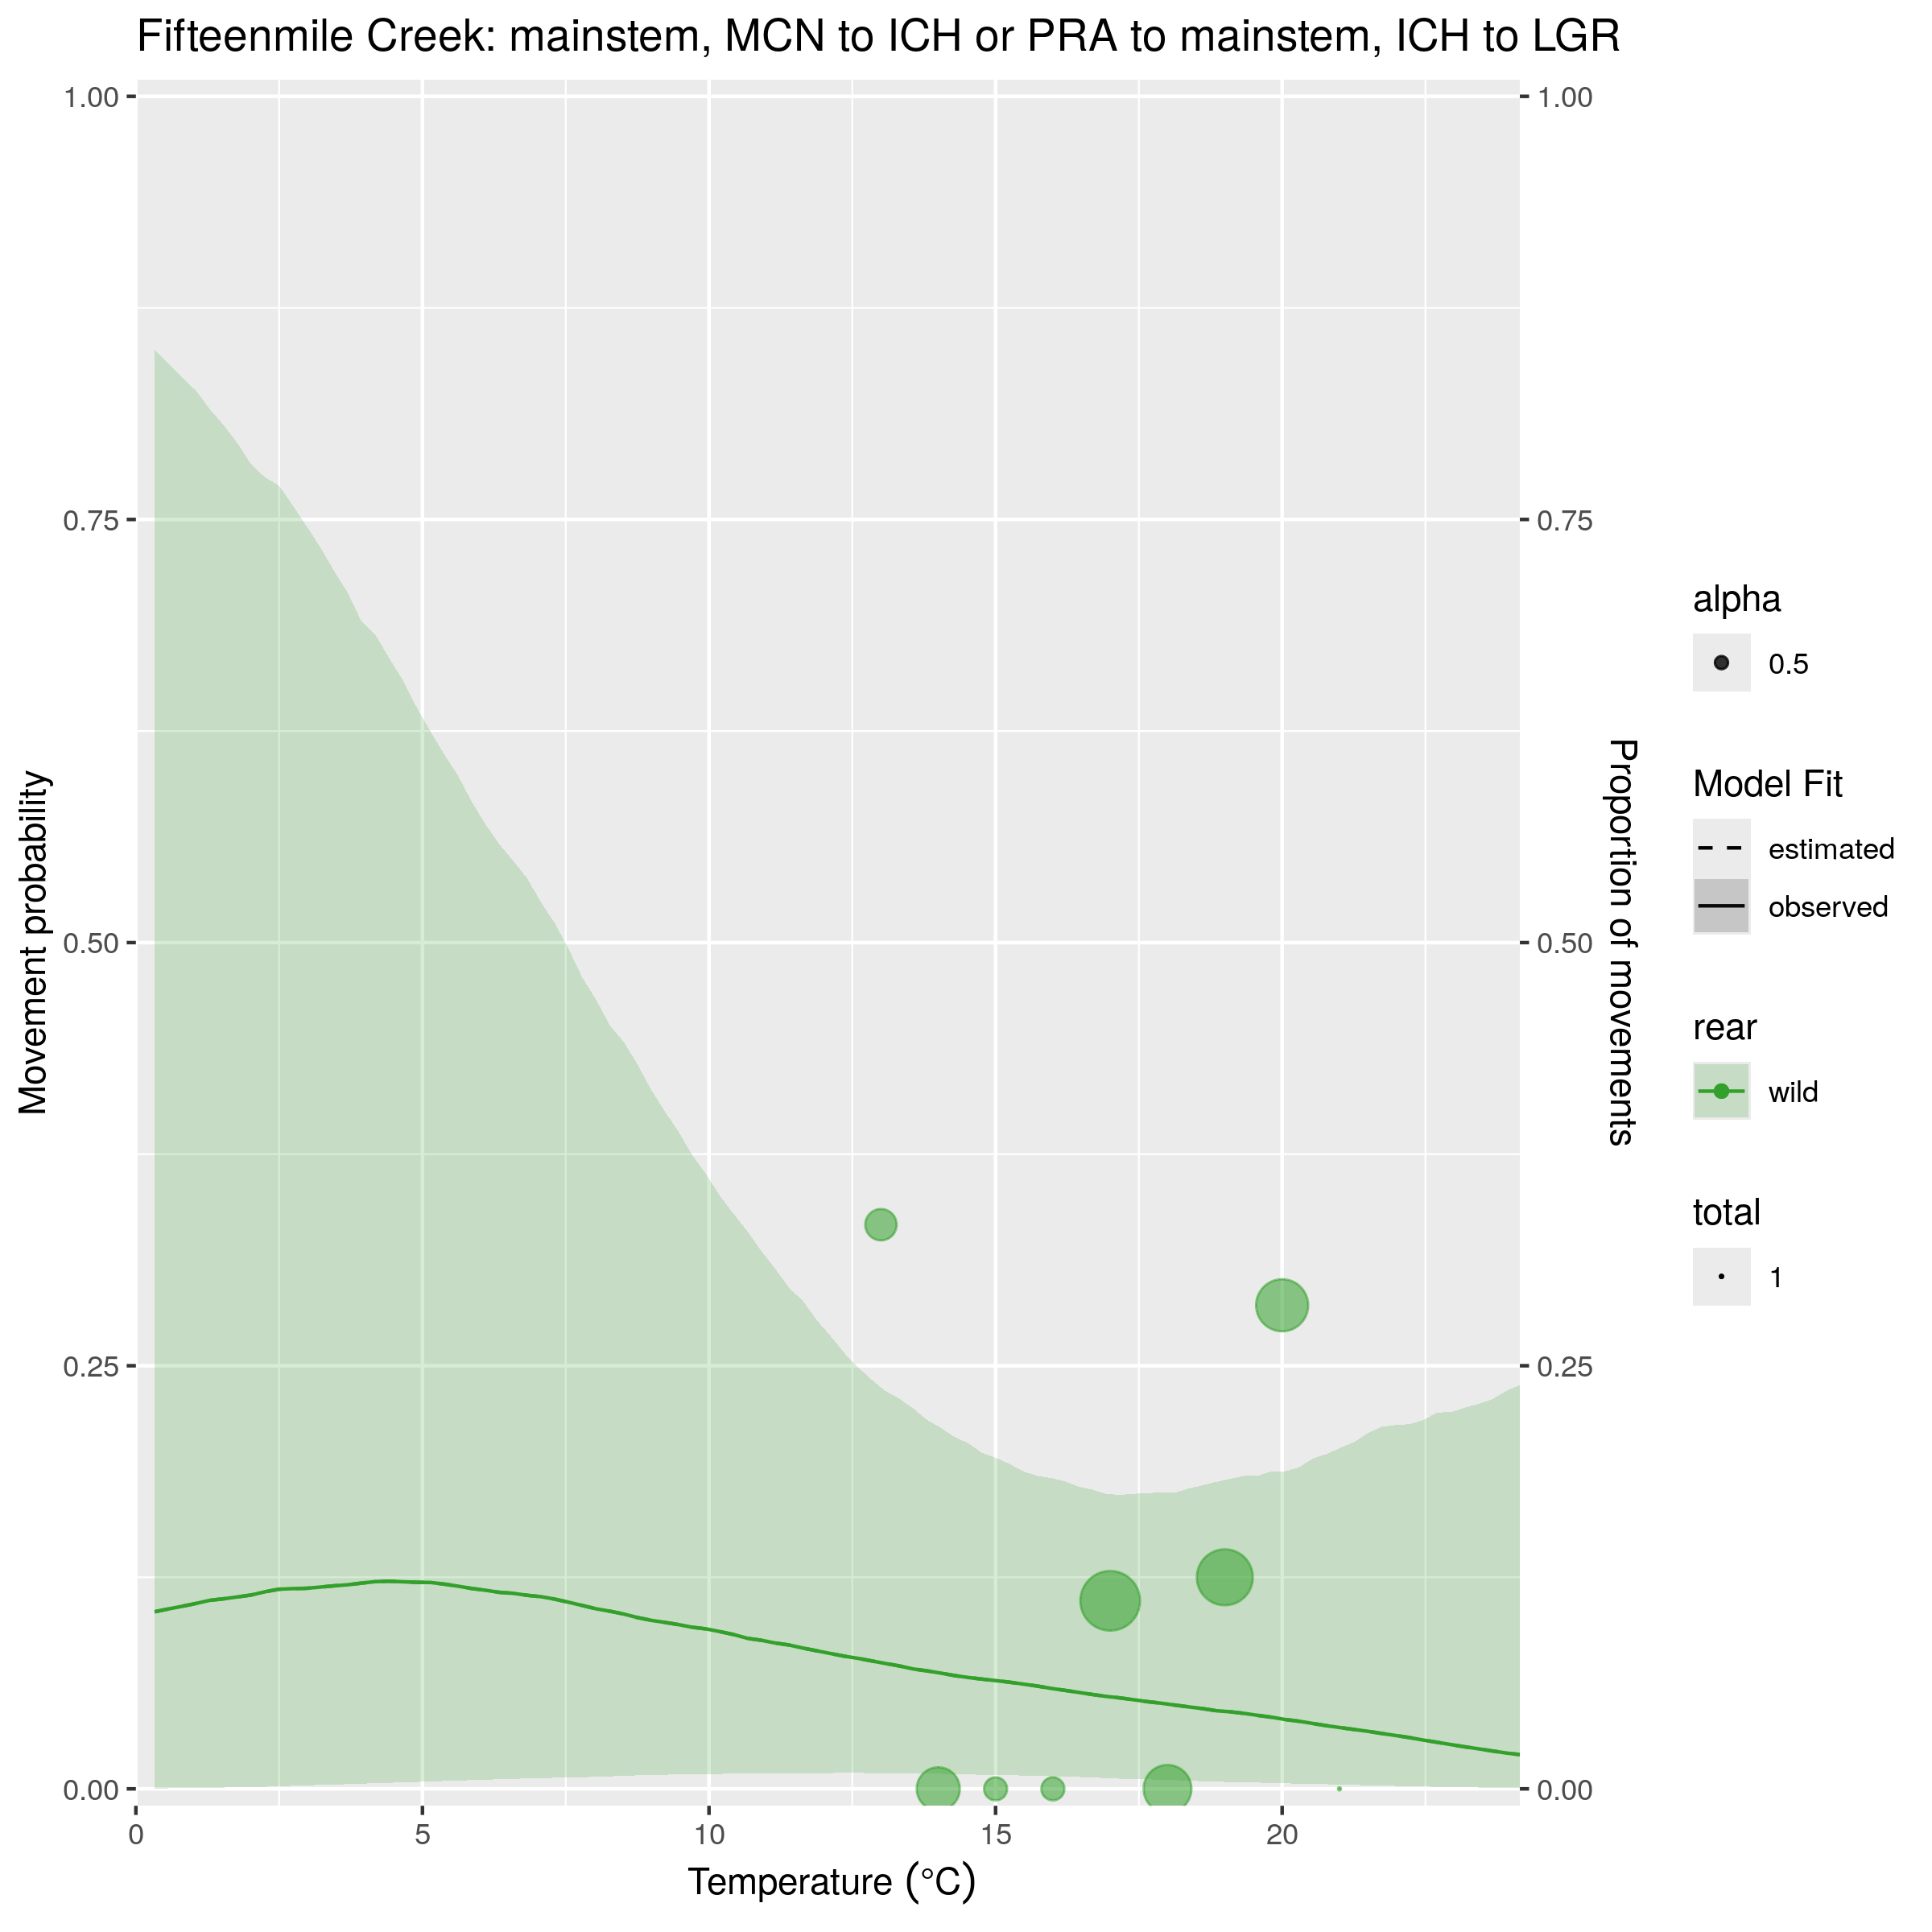 Fifteenmile Creek: mainstem, MCN to ICH or PRA to mainstem, ICH to LGR
Movement probability
1.00
0.75
0.50
0.25
0.00
0
5
10
15
20
Temperature (°C)
1.00
0.75
0.50
0.25
0.00
Proportion of movements
alpha
0.5
Model Fit
estimated
observed
rear
wild
total
1